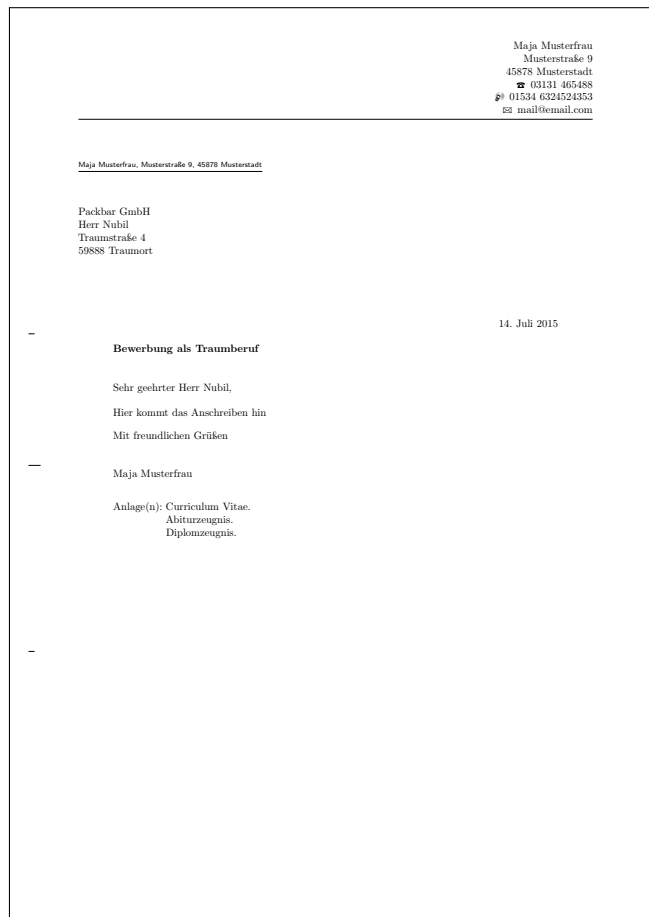 Maja Musterfrau
Musterstraße 9
45878 Musterstadt
☎ 03131 465488
01534 6324524353
✉ mail@email.com
Maja Musterfrau, Musterstraße 9, 45878 Musterstadt
Packbar GmbH
Herr Nubil
Traumstraße 4
59888 Traumort
14. Juli 2015
Bewerbung als Traumberuf
Sehr geehrter Herr Nubil,
Hier kommt das Anschreiben hin
Mit freundlichen Grüßen
Maja Musterfrau
Anlage(n): Curriculum Vitae.
Abiturzeugnis.
Diplomzeugnis.